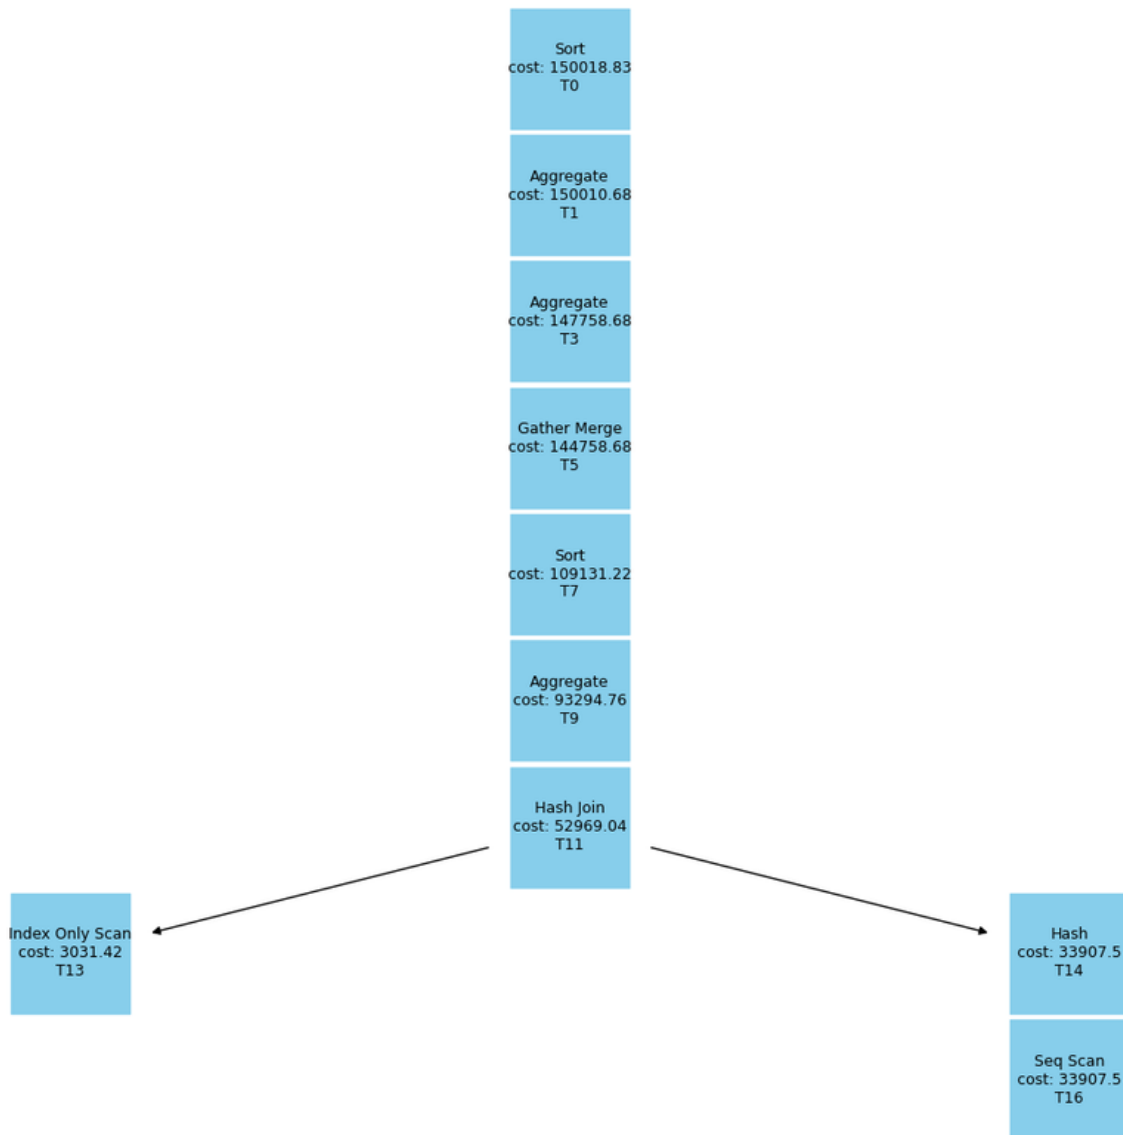 Sort
cost: 150018.83
T0
Aggregate
cost: 150010.68
T1
Aggregate
cost: 147758.68
T3
Gather Merge
cost: 144758.68
T5
Sort
cost: 109131.22
T7
Aggregate
cost: 93294.76
T9
Hash Join
cost: 52969.04
T11
Index Only Scan
cost: 3031.42
T13
Hash
cost: 33907.5
T14
Seq Scan
cost: 33907.5
T16